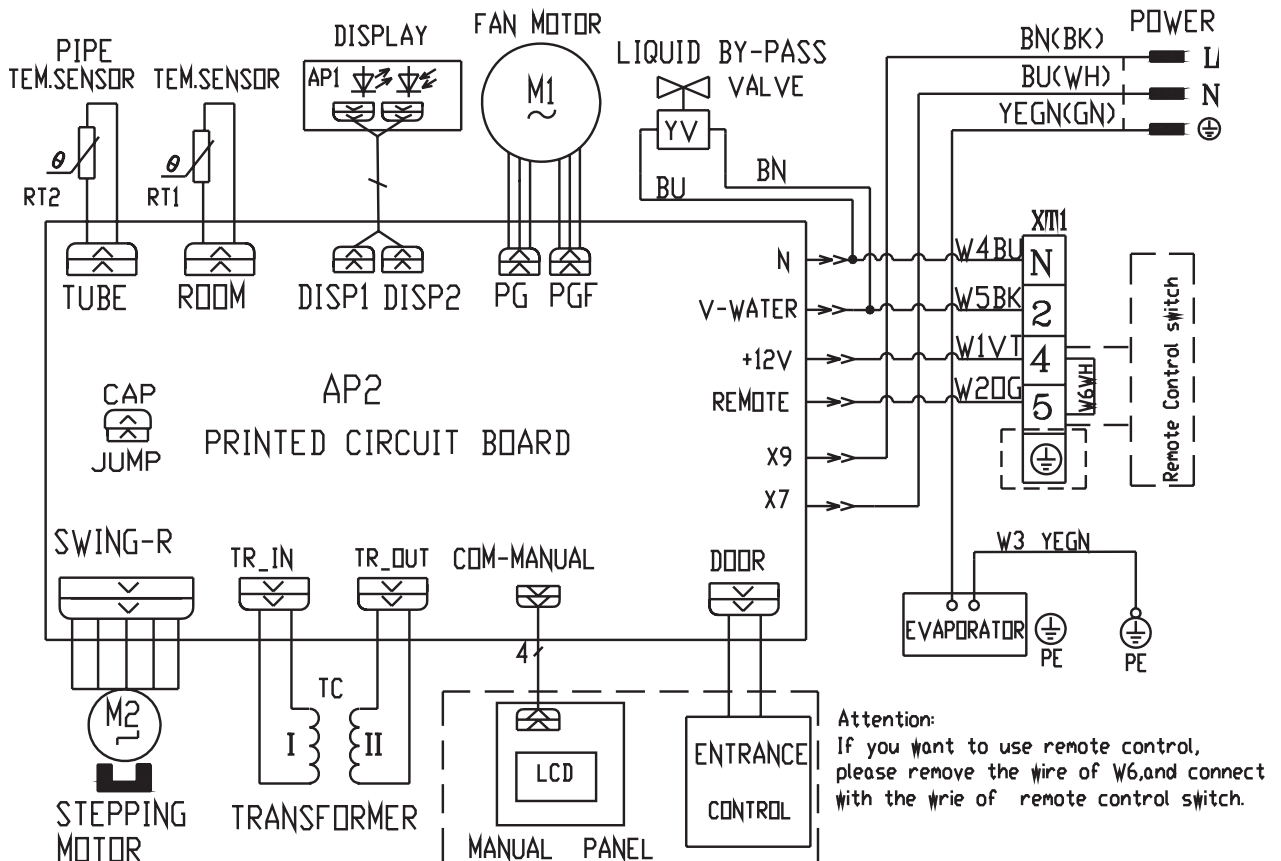 PIPE
TEM.SENSOR
TEM.SENSOR
DISPLAY
AP1
FAN MOTOR
M1
LIQUID BY-PASS
VALVE
YV
BU
BN
POWER
BN(BK)
L
BU(WH)
N
YEGN(GN)
θ
RT2
θ
RT1
TUBE
ROOM
DISP1
DISP2
PG
PGF
N
V-WATER
+12V
REMOTE
X9
X7
XT1
W4BU
N
W5BK
2
W1VT
4
W2OG
5
W6WH
Remote Control switch
CAP
JUMP
AP2
PRINTED CIRCUIT BOARD
SWING-R
TR_IN
TR_OUT
COM-MANUAL
DOOR
W3 YEGN
EVAPORATOR
PE
PE
4
M2
TC
I
II
STEPPING
MOTOR
TRANSFORMER
LCD
MANUAL PANEL
ENTRANCE
CONTROL
Attention:
If you want to use remote control,
please remove the wire of W6,and connect
with the wrie of remote control switch.